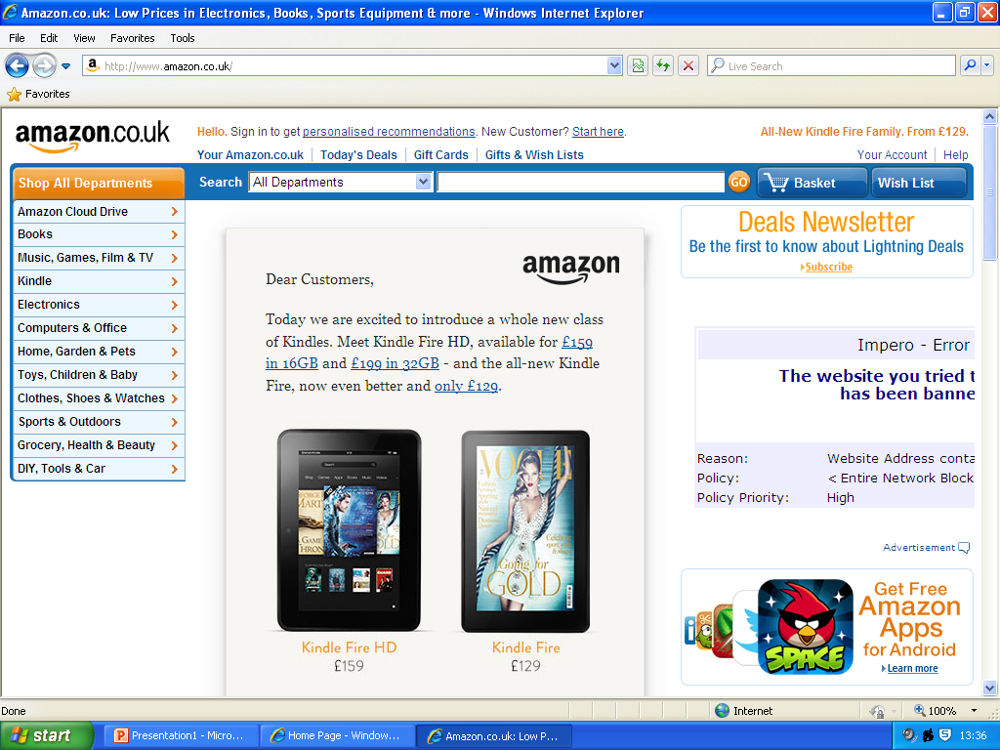 Amazon.co.uk: Low Prices in Electronics, Books, Sports Equipment & more - Windows Internet Explorer
File Edit View Favorites Tools
http://www.amazon.co.uk/
Live Search
Favorites
amazon.co.uk
Hello. Sign in to get personalised recommendations. New Customer? Start here.
All-New Kindle Fire Family. From £129.
Your Amazon.co.uk Today's Deals Gift Cards Gifts & Wish Lists
Your Account Help
Shop All Departments
Search All Departments GO Basket Wish List
Amazon Cloud Drive
Books
Music, Games, Film & TV
Kindle
Electronics
Computers & Office
Home, Garden & Pets
Toys, Children & Baby
Clothes, Shoes & Watches
Sports & Outdoors
Grocery, Health & Beauty
DIY, Tools & Car
amazon
Dear Customers,
Today we are excited to introduce a whole new class
of Kindles. Meet Kindle Fire HD, available for £159
in 16GB and £199 in 32GB - and the all-new Kindle
Fire, now even better and only £129.
VOGUE
Going for
GOLD
Kindle Fire HD
£159
Kindle Fire
£129
Deals Newsletter
Be the first to know about Lightning Deals
Subscribe
Impero - Error
The website you tried t
has been banne
Reason: Website Address conta
Policy: < Entire Network Block
Policy Priority: High
Advertisement
SPACE
Get Free
Amazon
Apps
for Android
Learn more
Done
Internet
100%
start
Presentation1 - Micro...
Home Page - Window...
Amazon.co.uk: Low P...
13:36